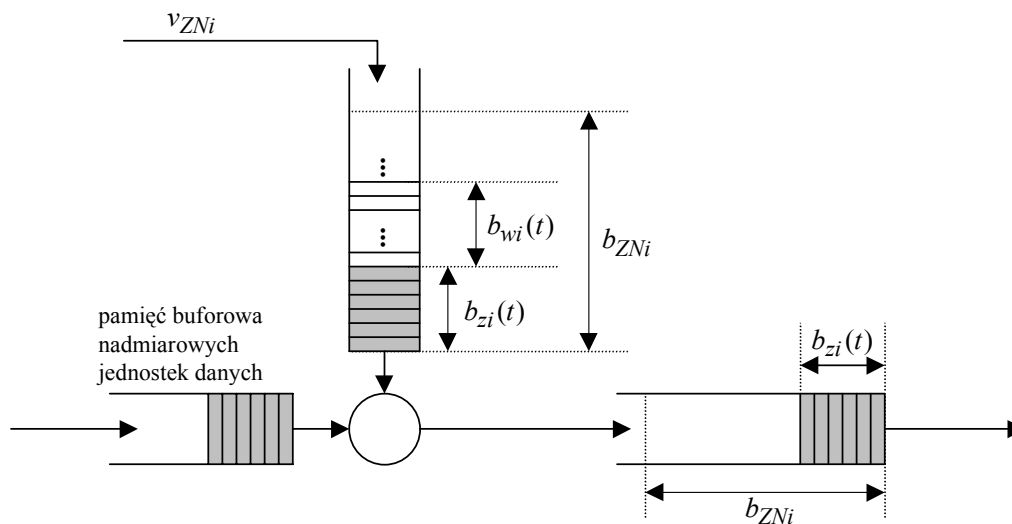 v_ZNi
b_wi(t)
b_ZNi
b_zi(t)
pamięć buforowa
nadmiarowych
jednostek danych
b_zi(t)
b_ZNi